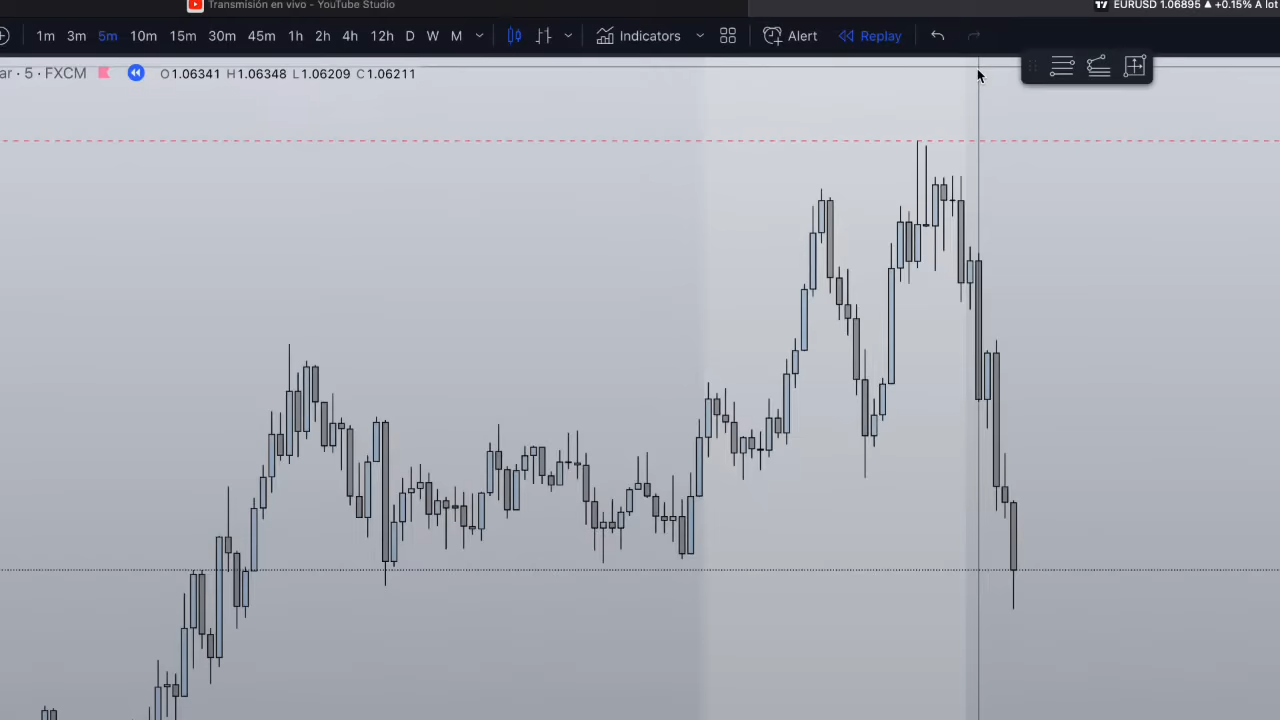 Transmisión en vivo - YouTube Studio
EURUSD 1.06895 ▲ +0.15% A lot
1m 3m 5m 10m 15m 30m 45m 1h 2h 4h 12h D W M Indicators Alert Replay
ar · 5 · FXCM O1.06341 H1.06348 L1.06209 C1.06211